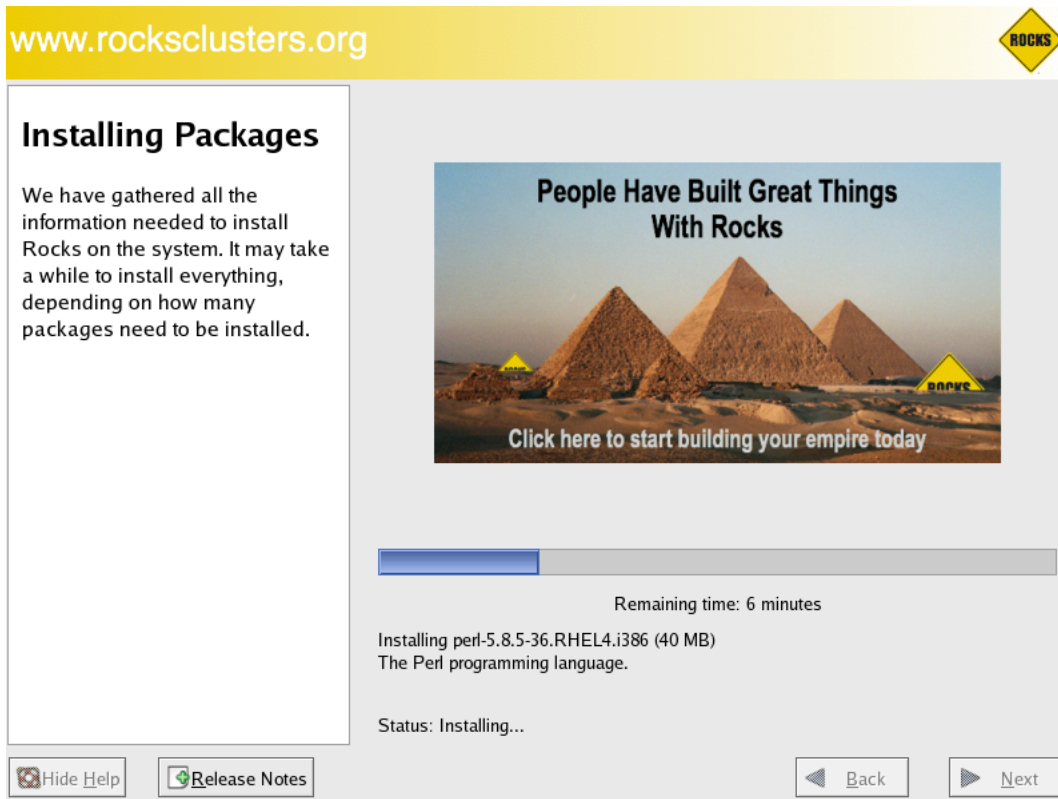 www.rocksclusters.org
ROCKS
Installing Packages
We have gathered all the
information needed to install
Rocks on the system. It may take
a while to install everything,
depending on how many
packages need to be installed.
People Have Built Great Things
With Rocks
ROCKS
Click here to start building your empire today
Remaining time: 6 minutes
Installing perl-5.8.5-36.RHEL4.i386 (40 MB)
The Perl programming language.
Status: Installing...
Hide Help
Release Notes
Back
Next